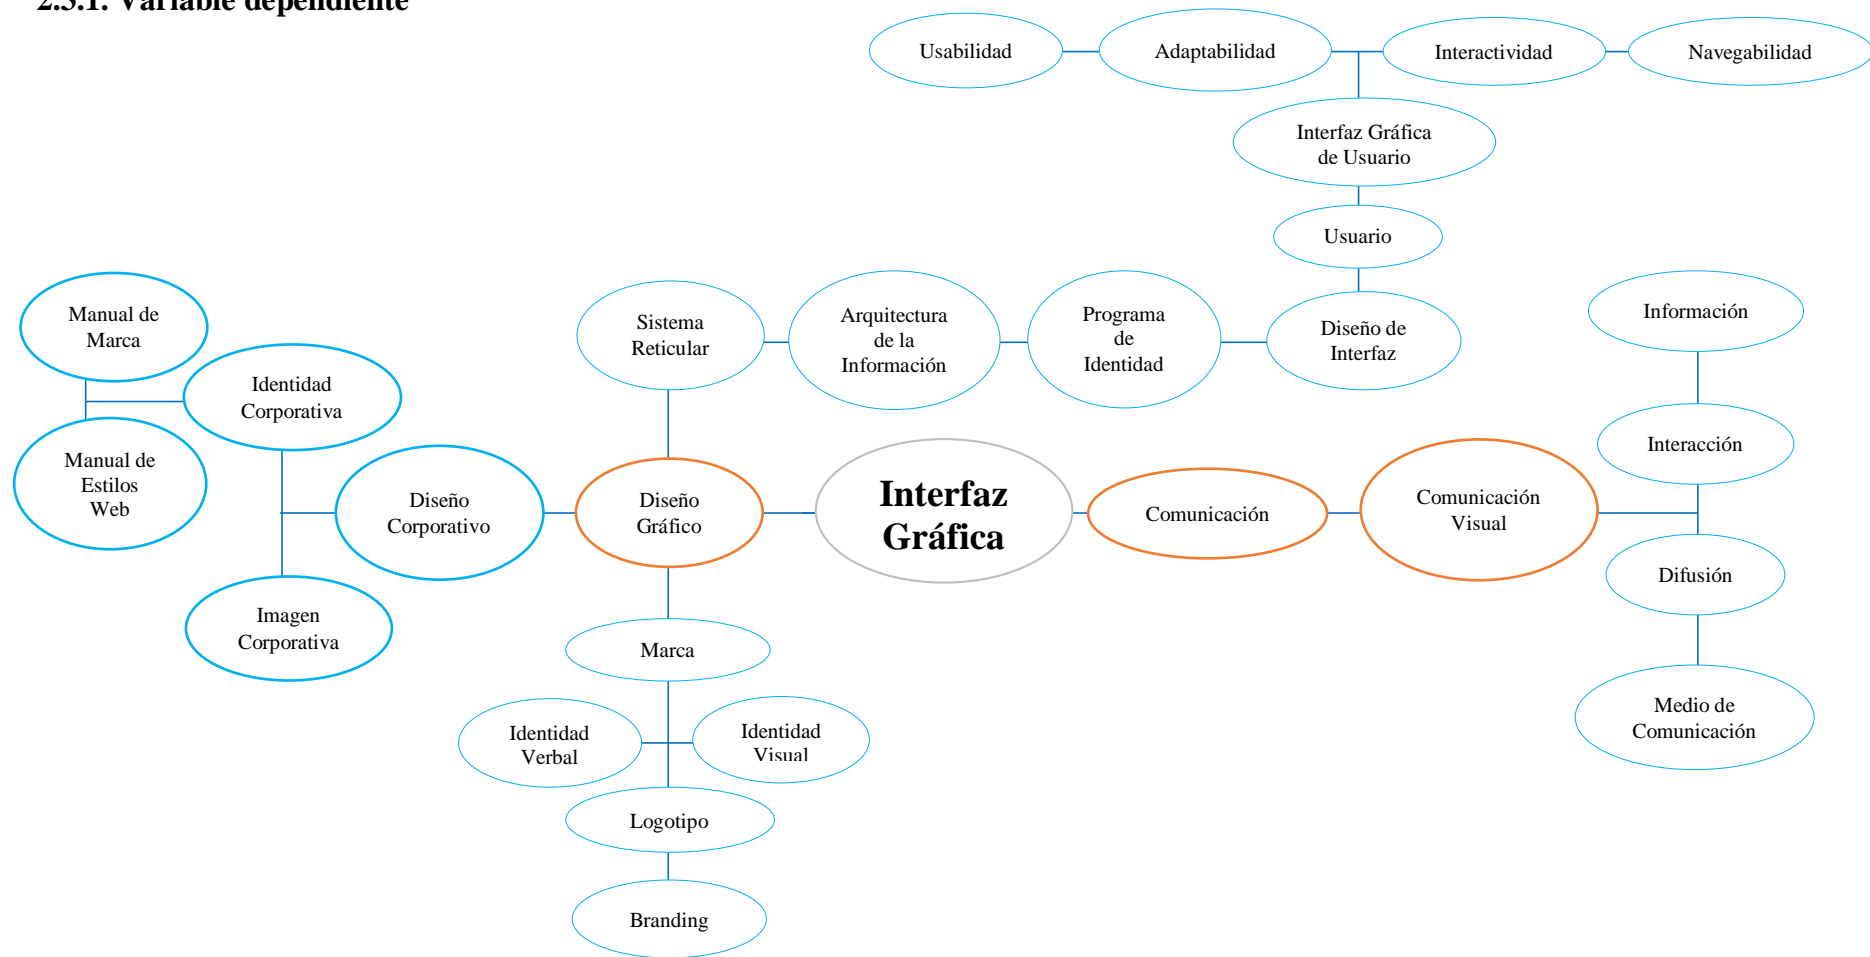 2.3.1. Variable dependiente
Usabilidad
Adaptabilidad
Interactividad
Navegabilidad
Interfaz Gráfica
de Usuario
Usuario
Manual de
Marca
Identidad
Corporativa
Manual de
Estilos
Web
Sistema
Reticular
Arquitectura
de la
Información
Programa
de
Identidad
Diseño de
Interfaz
Información
Interacción
Diseño
Corporativo
Diseño
Gráfico
Interfaz
Gráfica
Comunicación
Comunicación
Visual
Difusión
Imagen
Corporativa
Marca
Identidad
Verbal
Identidad
Visual
Medio de
Comunicación
Logotipo
Branding